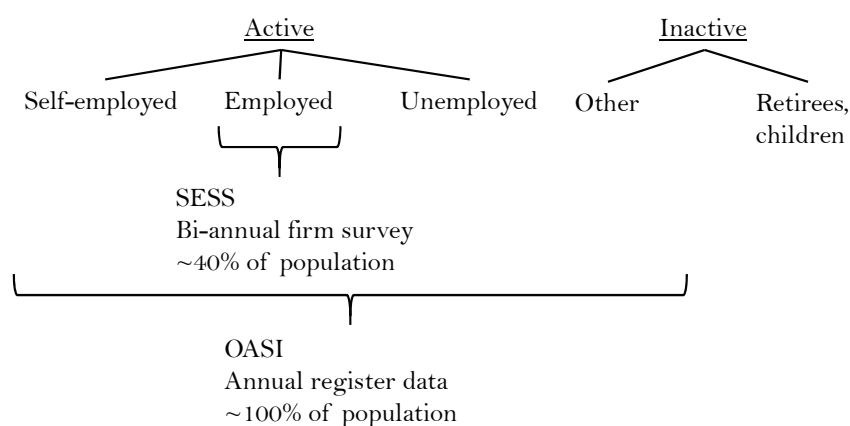 Active
Inactive
Self-employed
Employed
Unemployed
Other
Retirees,
children
SESS
Bi-annual firm survey
~40% of population
OASI
Annual register data
~100% of population